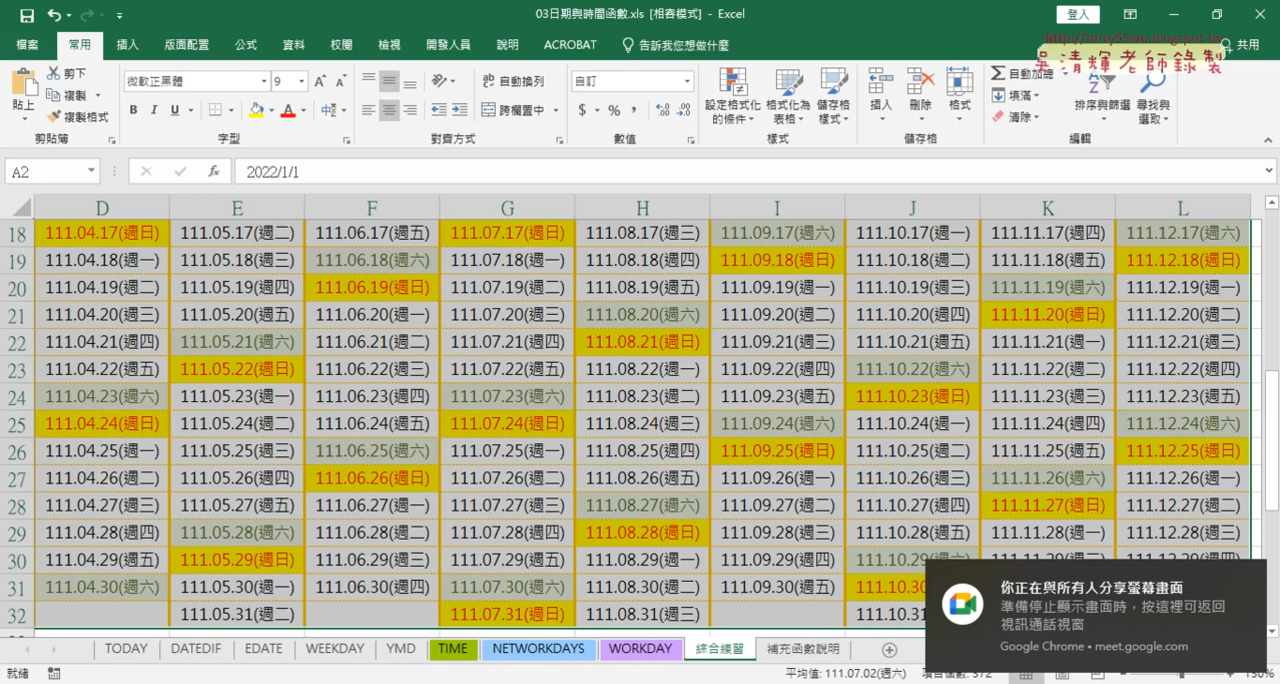 03日期與時間函數.xls [相容模式] - Excel
登入
檔案 常用 插入 版面配置 公式 資料 校閱 檢視 開發人員 說明 ACROBAT 告訴我您想做什麼 共用
http://terry55wu.blogspot.tw
吳清輝老師錄製
貼上 剪下 複製 複製格式 剪貼簿
微軟正黑體 9 B I U 字型
自動換列 跨欄置中 對齊方式
自訂 $ % 數值
設定格式化的條件 格式化為表格 儲存格樣式 樣式
插入 刪除 格式 儲存格
自動加總 填滿 清除 排序與篩選 尋找與選取 編輯
A2 fx 2022/1/1
D E F G H I J K L
18 111.04.17(週日) 111.05.17(週二) 111.06.17(週五) 111.07.17(週日) 111.08.17(週三) 111.09.17(週六) 111.10.17(週一) 111.11.17(週四) 111.12.17(週六)
19 111.04.18(週一) 111.05.18(週三) 111.06.18(週六) 111.07.18(週一) 111.08.18(週四) 111.09.18(週日) 111.10.18(週二) 111.11.18(週五) 111.12.18(週日)
20 111.04.19(週二) 111.05.19(週四) 111.06.19(週日) 111.07.19(週二) 111.08.19(週五) 111.09.19(週一) 111.10.19(週三) 111.11.19(週六) 111.12.19(週一)
21 111.04.20(週三) 111.05.20(週五) 111.06.20(週一) 111.07.20(週三) 111.08.20(週六) 111.09.20(週二) 111.10.20(週四) 111.11.20(週日) 111.12.20(週二)
22 111.04.21(週四) 111.05.21(週六) 111.06.21(週二) 111.07.21(週四) 111.08.21(週日) 111.09.21(週三) 111.10.21(週五) 111.11.21(週一) 111.12.21(週三)
23 111.04.22(週五) 111.05.22(週日) 111.06.22(週三) 111.07.22(週五) 111.08.22(週一) 111.09.22(週四) 111.10.22(週六) 111.11.22(週二) 111.12.22(週四)
24 111.04.23(週六) 111.05.23(週一) 111.06.23(週四) 111.07.23(週六) 111.08.23(週二) 111.09.23(週五) 111.10.23(週日) 111.11.23(週三) 111.12.23(週五)
25 111.04.24(週日) 111.05.24(週二) 111.06.24(週五) 111.07.24(週日) 111.08.24(週三) 111.09.24(週六) 111.10.24(週一) 111.11.24(週四) 111.12.24(週六)
26 111.04.25(週一) 111.05.25(週三) 111.06.25(週六) 111.07.25(週一) 111.08.25(週四) 111.09.25(週日) 111.10.25(週二) 111.11.25(週五) 111.12.25(週日)
27 111.04.26(週二) 111.05.26(週四) 111.06.26(週日) 111.07.26(週二) 111.08.26(週五) 111.09.26(週一) 111.10.26(週三) 111.11.26(週六) 111.12.26(週一)
28 111.04.27(週三) 111.05.27(週五) 111.06.27(週一) 111.07.27(週三) 111.08.27(週六) 111.09.27(週二) 111.10.27(週四) 111.11.27(週日) 111.12.27(週二)
29 111.04.28(週四) 111.05.28(週六) 111.06.28(週二) 111.07.28(週四) 111.08.28(週日) 111.09.28(週三) 111.10.28(週五) 111.11.28(週一) 111.12.28(週三)
30 111.04.29(週五) 111.05.29(週日) 111.06.29(週三) 111.07.29(週五) 111.08.29(週一) 111.09.29(週四) 111.10.29(週六) 111.11.29(週二) 111.12.29(週四)
31 111.04.30(週六) 111.05.30(週一) 111.06.30(週四) 111.07.30(週六) 111.08.30(週二) 111.09.30(週五) 111.10.30
32 111.05.31(週二) 111.07.31(週日) 111.08.31(週三) 111.10.31
你正在與所有人分享螢幕畫面
準備停止顯示畫面時，按這裡可返回
視訊通話視窗
Google Chrome • meet.google.com
TODAY DATEDIF EDATE WEEKDAY YMD TIME NETWORKDAYS WORKDAY 綜合練習 補充函數說明
就緒 平均值: 111.07.02(週六) 項目個數: 372 130%